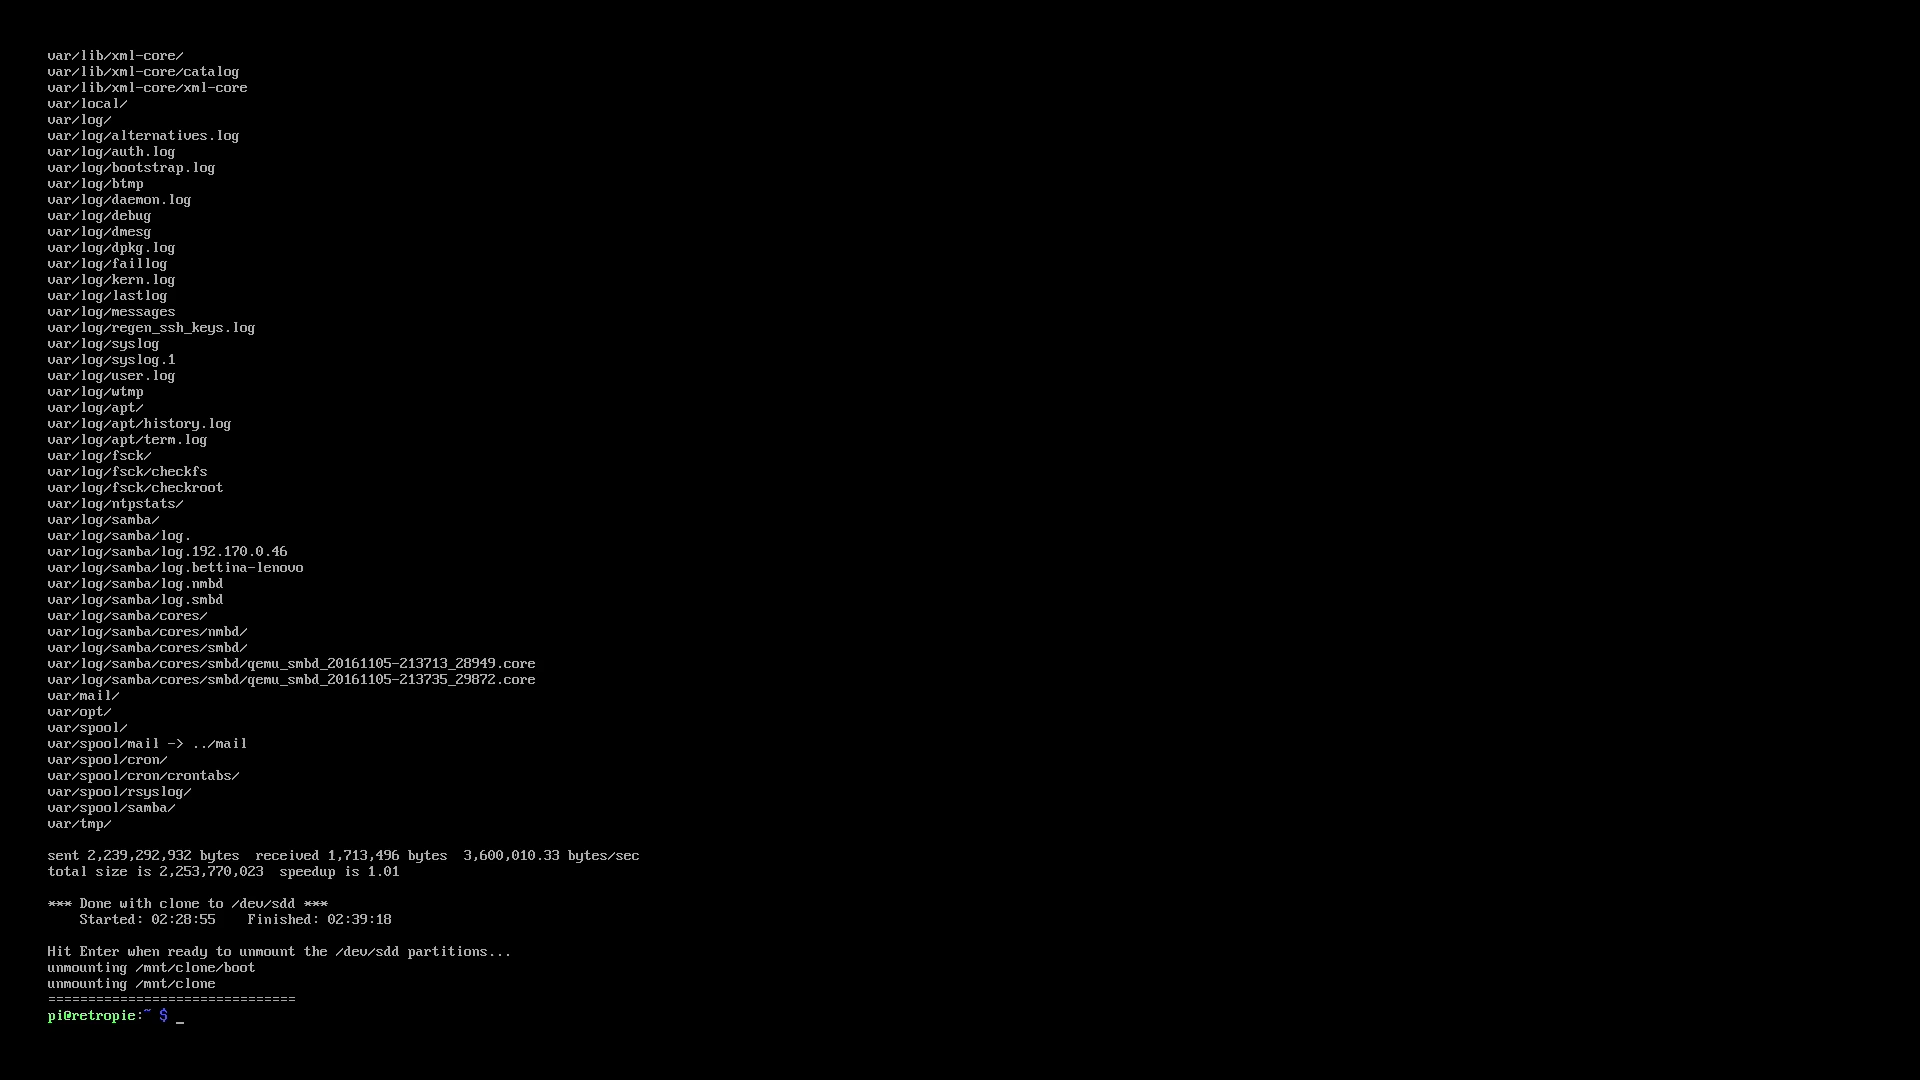 var/lib/xml-core/
var/lib/xml-core/catalog
var/lib/xml-core/xml-core
var/local/
var/log/
var/log/alternatives.log
var/log/auth.log
var/log/bootstrap.log
var/log/btmp
var/log/daemon.log
var/log/debug
var/log/dmesg
var/log/dpkg.log
var/log/faillog
var/log/kern.log
var/log/lastlog
var/log/messages
var/log/regen_ssh_keys.log
var/log/syslog
var/log/syslog.1
var/log/user.log
var/log/wtmp
var/log/apt/
var/log/apt/history.log
var/log/apt/term.log
var/log/fsck/
var/log/fsck/checkfs
var/log/fsck/checkroot
var/log/ntpstats/
var/log/samba/
var/log/samba/log.
var/log/samba/log.192.170.0.46
var/log/samba/log.bettina-lenovo
var/log/samba/log.nmbd
var/log/samba/log.smbd
var/log/samba/cores/
var/log/samba/cores/nmbd/
var/log/samba/cores/smbd/
var/log/samba/cores/smbd/qemu_smbd_20161105-213713_28949.core
var/log/samba/cores/smbd/qemu_smbd_20161105-213735_29872.core
var/mail/
var/opt/
var/spool/
var/spool/mail -> ../mail
var/spool/cron/
var/spool/cron/crontabs/
var/spool/rsyslog/
var/spool/samba/
var/tmp/

sent 2,239,292,932 bytes  received 1,713,496 bytes  3,600,010.33 bytes/sec
total size is 2,253,770,023  speedup is 1.01

*** Done with clone to /dev/sdd ***
    Started: 02:28:55    Finished: 02:39:18

Hit Enter when ready to unmount the /dev/sdd partitions...
unmounting /mnt/clone/boot
unmounting /mnt/clone
===============================
pi@retropie:~ $ _